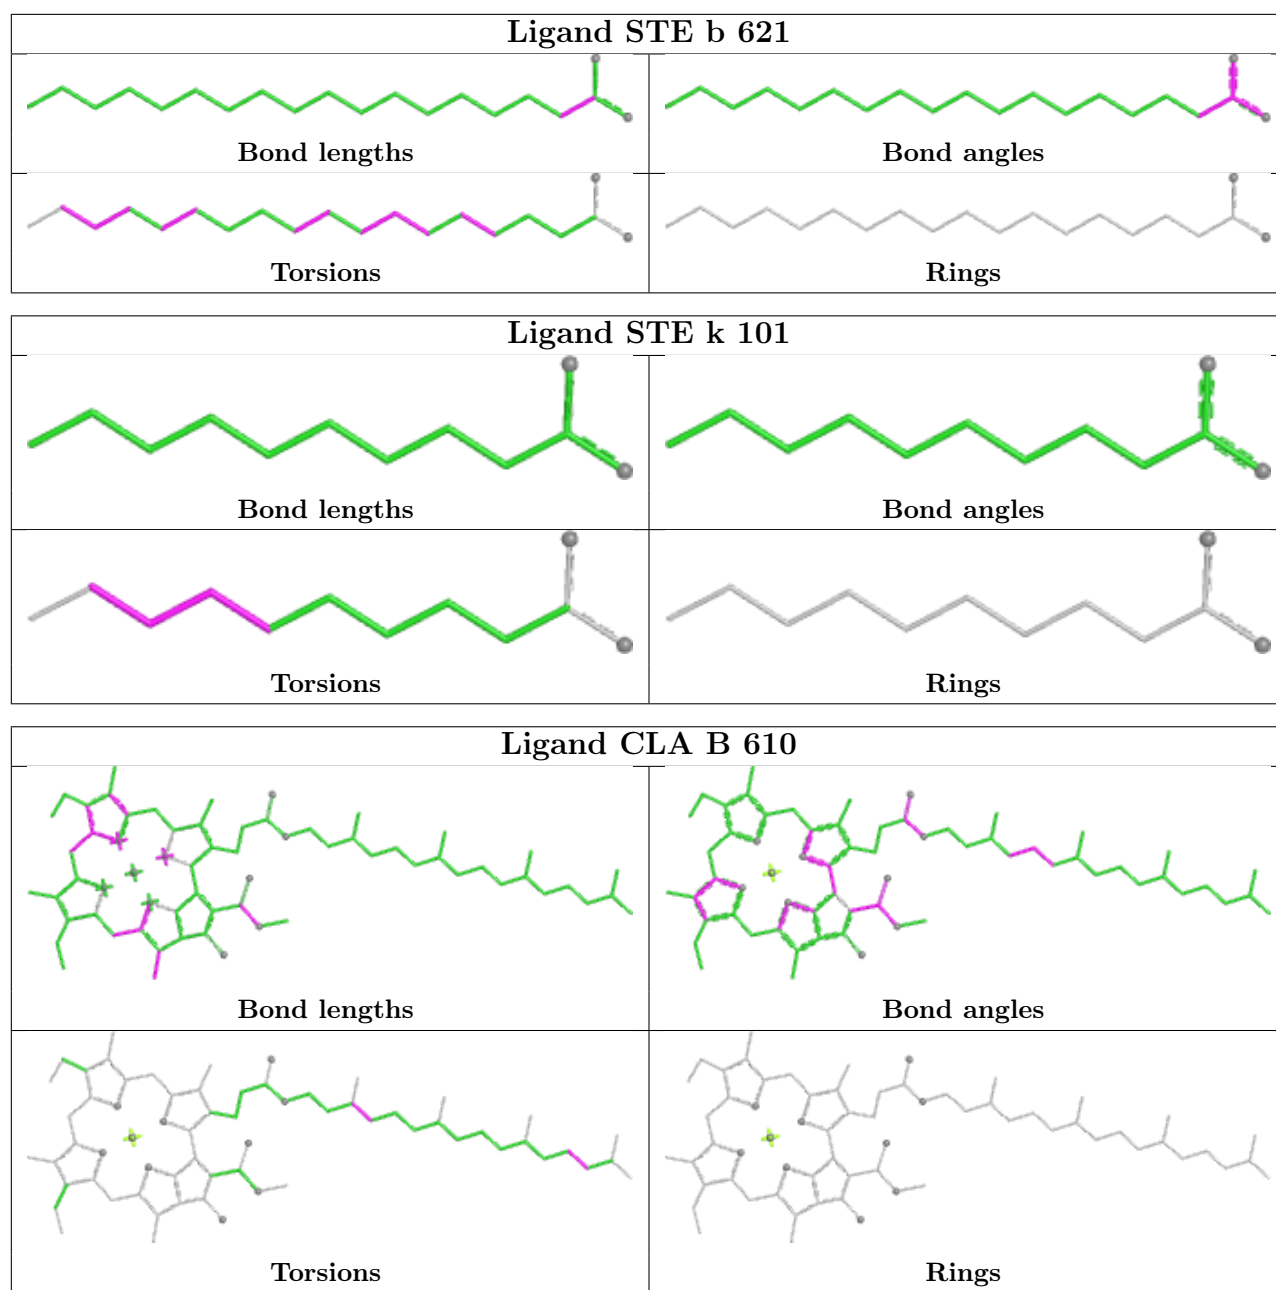 Ligand STE b 621
Bond lengths
Bond angles
Torsions
Rings
Ligand STE k 101
Bond lengths
Bond angles
Torsions
Rings
Ligand CLA B 610
Bond lengths
Bond angles
Torsions
Rings